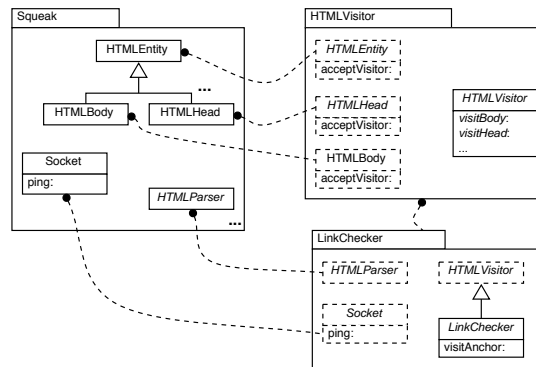 Squeak
HTMLEntity
...
HTMLBody
HTMLHead
Socket
ping:
HTMLParser
...
HTMLVisitor
HTMLEntity
acceptVisitor:
HTMLHead
acceptVisitor:
HTMLBody
acceptVisitor:
HTMLVisitor
visitBody:
visitHead:
...
LinkChecker
HTMLParser
HTMLVisitor
Socket
ping:
LinkChecker
visitAnchor: